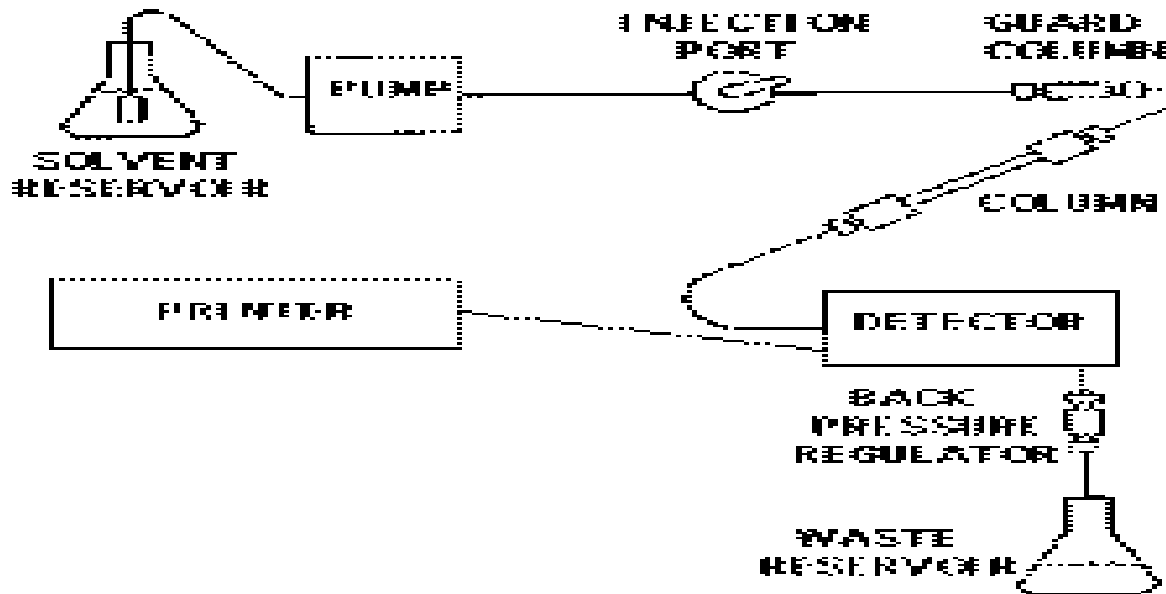 INJECTION
PORT
GUARD
COLUMN
PUMP
SOLVENT
RESERVOIR
COLUMN
PRINTER
DETECTOR
BACK
PRESSURE
REGULATOR
WASTE
RESERVOIR